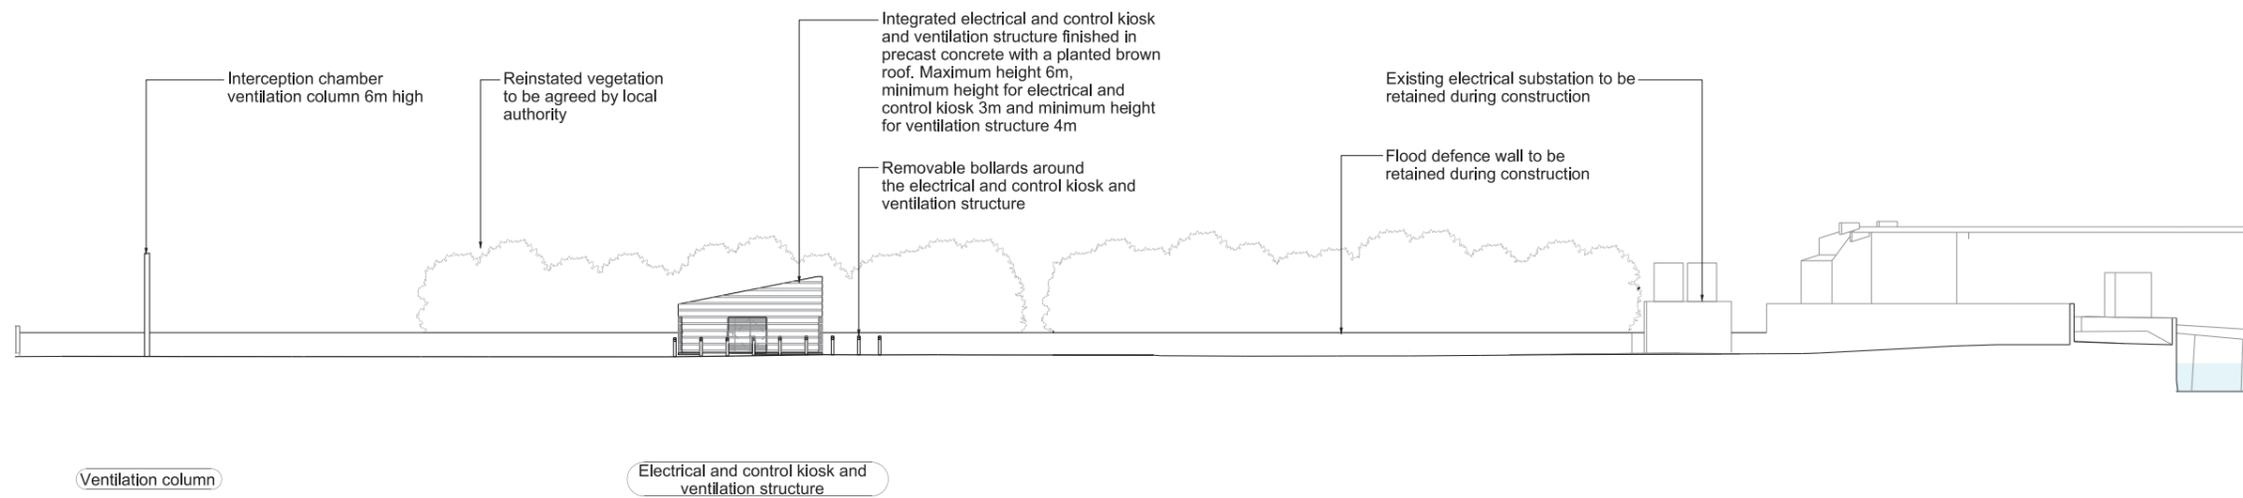 Interception chamber
ventilation column 6m high
Reinstated vegetation
to be agreed by local
authority
Integrated electrical and control kiosk
and ventilation structure finished in
precast concrete with a planted brown
roof. Maximum height 6m,
minimum height for electrical and
control kiosk 3m and minimum height
for ventilation structure 4m
Removable bollards around
the electrical and control kiosk and
ventilation structure
Existing electrical substation to be
retained during construction
Flood defence wall to be
retained during construction
Ventilation column
Electrical and control kiosk and
ventilation structure